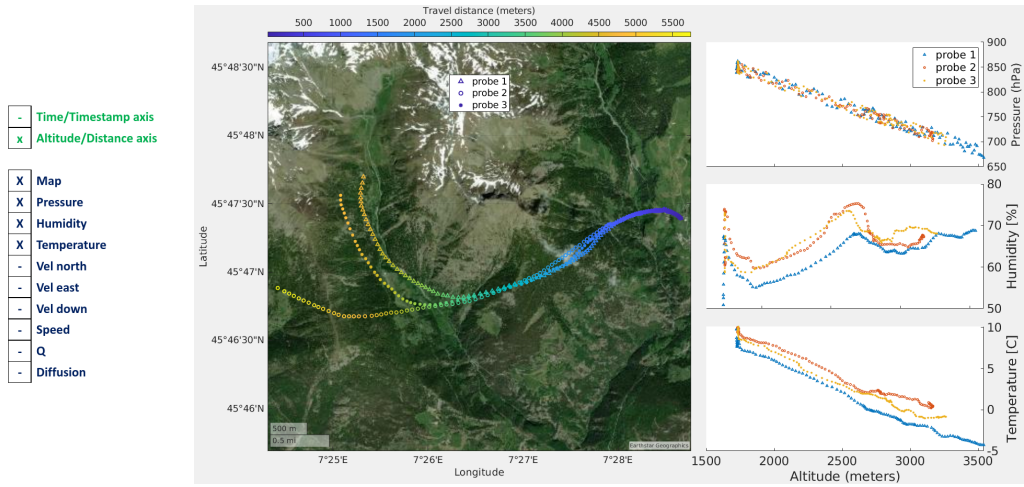 - Time/Timestamp axis
x Altitude/Distance axis
X Map
X Pressure
X Humidity
X Temperature
- Vel north
- Vel east
- Vel down
- Speed
- Q
- Diffusion
Travel distance (meters)
500 1000 1500 2000 2500 3000 3500 4000 4500 5000 5500
probe 1
probe 2
probe 3
45°48'30"N
45°48'N
45°47'30"N
45°47'N
45°46'30"N
45°46'N
Latitude
500 m
0.5 mi
Earthstar Geographics
7°25'E 7°26'E 7°27'E 7°28'E
Longitude
probe 1
probe 2
probe 3
900
850
800
750
700
650
Pressure (hPa)
80
70
60
50
Humidity [%]
10
5
0
-5
Temperature [C]
1500 2000 2500 3000 3500
Altitude (meters)